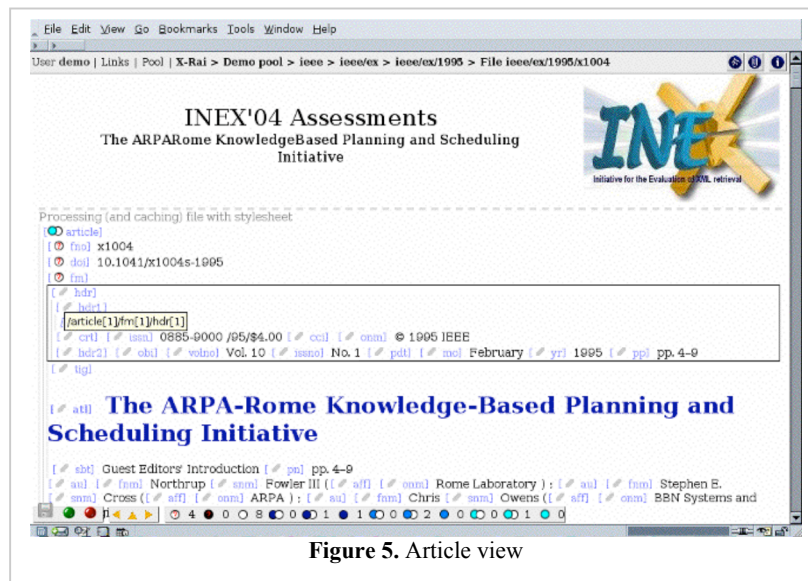 File Edit View Go Bookmarks Tools Window Help
User demo | Links | Pool | X-Rai > Demo pool > ieee > ieee/ex > ieee/ex/1995 > File ieee/ex/1995/x1004
INEX'04 Assessments
The ARPARome KnowledgeBased Planning and Scheduling
Initiative
INEX
Initiative for the Evaluation of XML retrieval
Processing (and caching) file with stylesheet
[ article]
[ fno] x1004
[ doi] 10.1041/x1004s-1995
[ fm]
[ hdr]
[ hdr1]
/article[1]/fm[1]/hdr[1]
[ crt] [ issn] 0885-9000 /95/$4.00 [ cci] [ onm] © 1995 IEEE
[ hdr2] [ obi] [ volno] Vol. 10 [ issno] No. 1 [ pdt] [ mo] February [ yr] 1995 [ pp] pp. 4–9
[ tig]
[ atl] The ARPA-Rome Knowledge-Based Planning and
Scheduling Initiative
[ sbt] Guest Editors' Introduction [ pn] pp. 4–9
[ au] [ fnm] Northrup [ snm] Fowler III ([ aff] [ onm] Rome Laboratory ) : [ au] [ fnm] Stephen E.
[ snm] Cross ([ aff] [ onm] ARPA ) : [ au] [ fnm] Chris [ snm] Owens ([ aff] [ onm] BBN Systems and
4 0 8 0 1 1 0 2 0 0 1 0
Figure 5. Article view